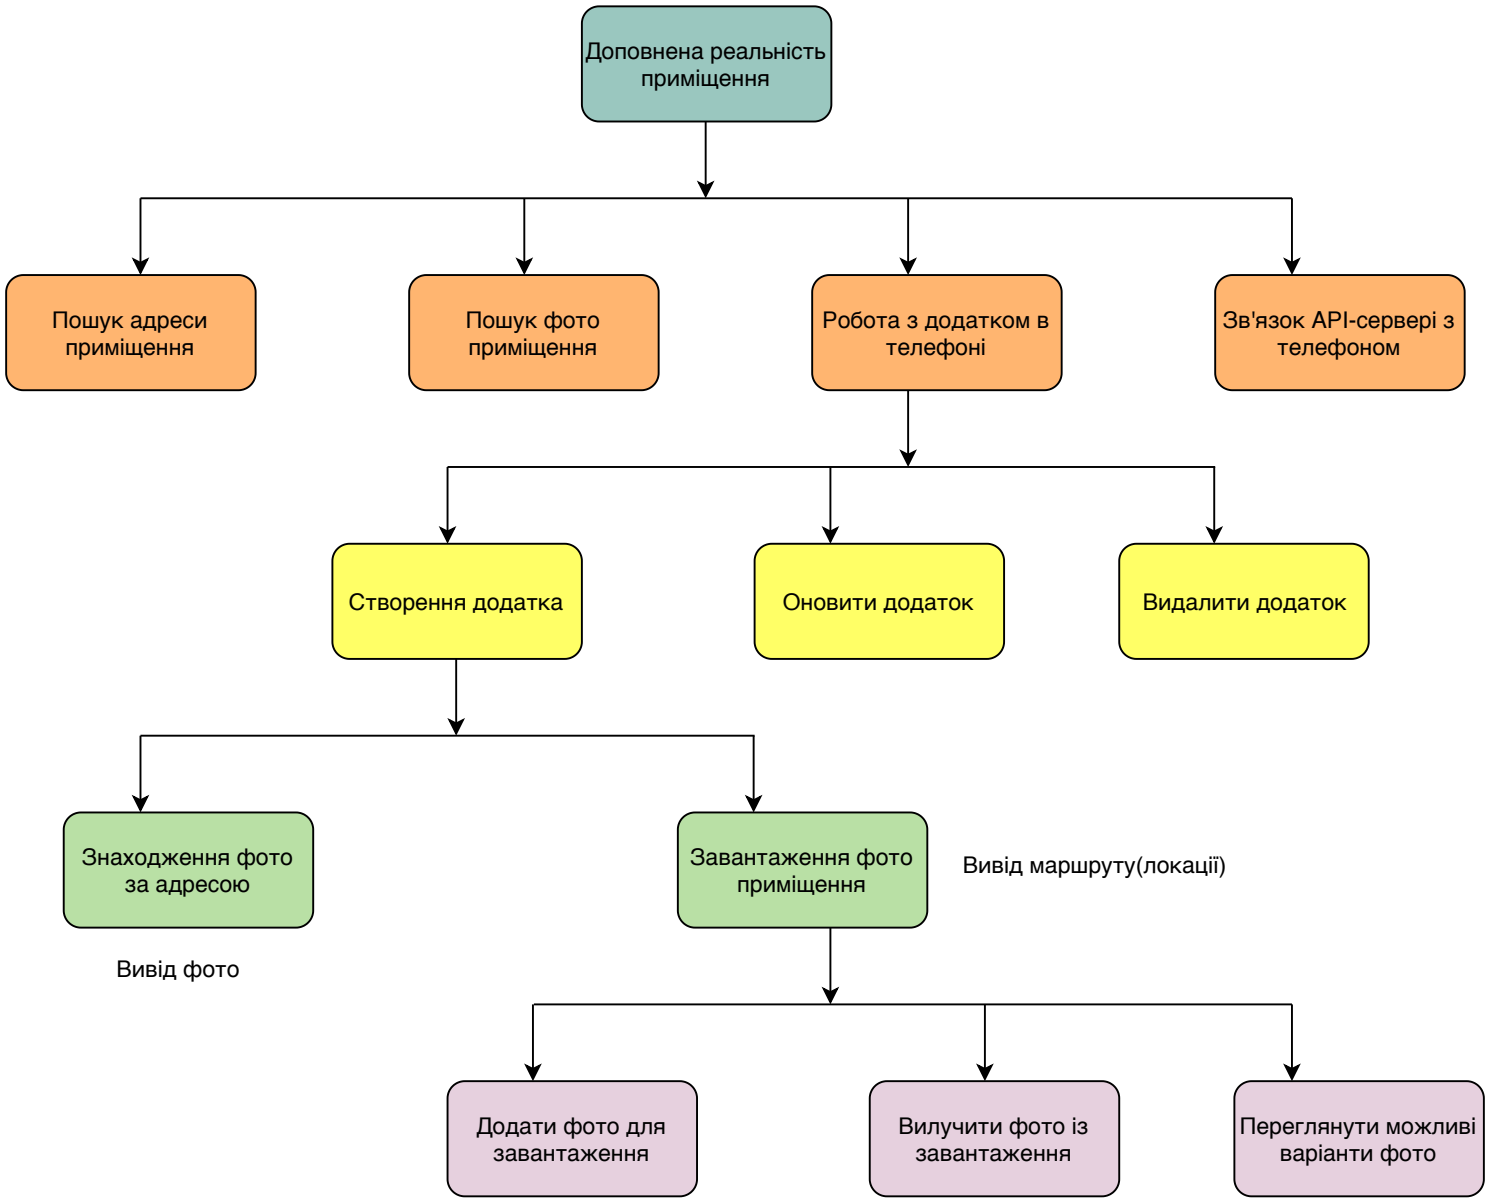 Доповнена реальність
приміщення
Пошук адреси
приміщення
Пошук фото
приміщення
Робота з додатком в
телефоні
Зв'язок API-сервері з
телефоном
Створення додатка
Оновити додаток
Видалити додаток
Знаходження фото
за адресою
Завантаження фото
приміщення
Вивід маршруту(локації)
Вивід фото
Додати фото для
завантаження
Вилучити фото із
завантаження
Переглянути можливі
варіанти фото